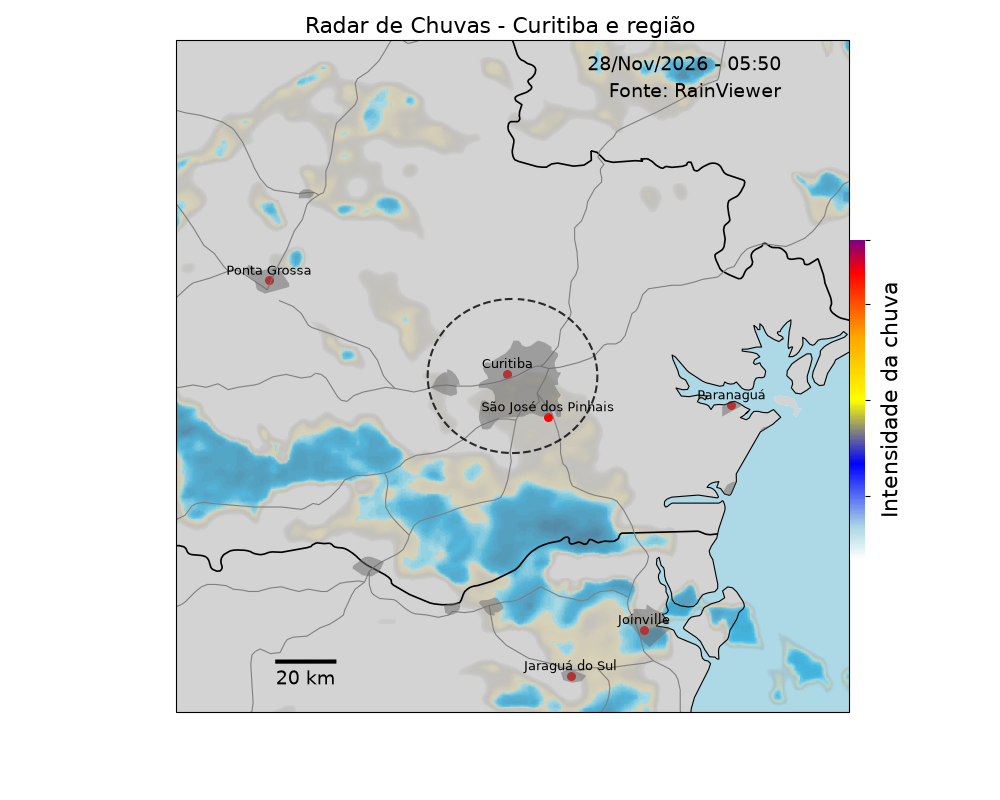 Radar de Chuvas - Curitiba e região
28/Nov/2026 - 05:50
Fonte: RainViewer
Ponta Grossa
Curitiba
São José dos Pinhais
Paranaguá
Joinville
Jaraguá do Sul
20 km
Intensidade da chuva